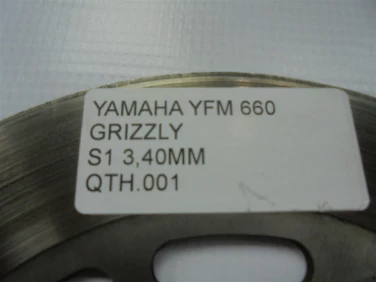 YAMAHA YFM 660
GRIZZLY
S1 3,40MM
QTH.001